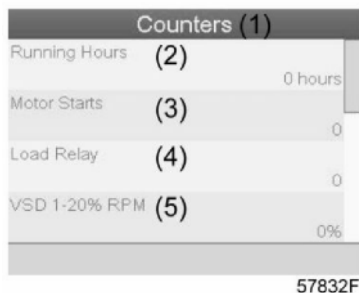 Counters (1)
Running Hours (2)
0 hours
Motor Starts (3)
0
Load Relay (4)
0
VSD 1-20% RPM (5)
0%
57832F